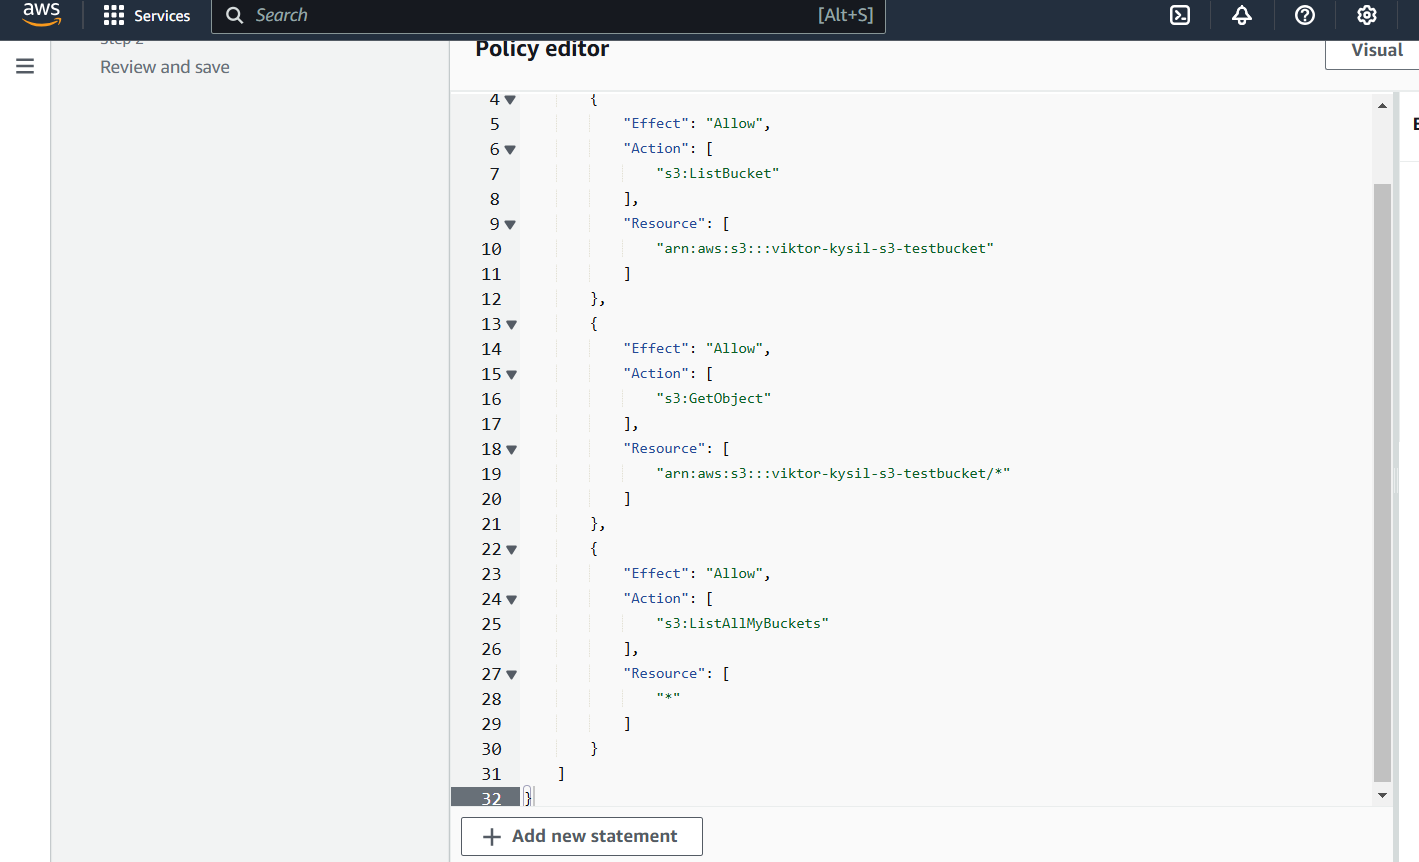 aws
Services
Search
[Alt+S]
Step 2
Review and save
Policy editor
Visual
4 {
5 "Effect": "Allow",
6 "Action": [
7 "s3:ListBucket"
8 ],
9 "Resource": [
10 "arn:aws:s3:::viktor-kysil-s3-testbucket"
11 ]
12 },
13 {
14 "Effect": "Allow",
15 "Action": [
16 "s3:GetObject"
17 ],
18 "Resource": [
19 "arn:aws:s3:::viktor-kysil-s3-testbucket/*"
20 ]
21 },
22 {
23 "Effect": "Allow",
24 "Action": [
25 "s3:ListAllMyBuckets"
26 ],
27 "Resource": [
28 "*"
29 ]
30 }
31 ]
32 }
+ Add new statement